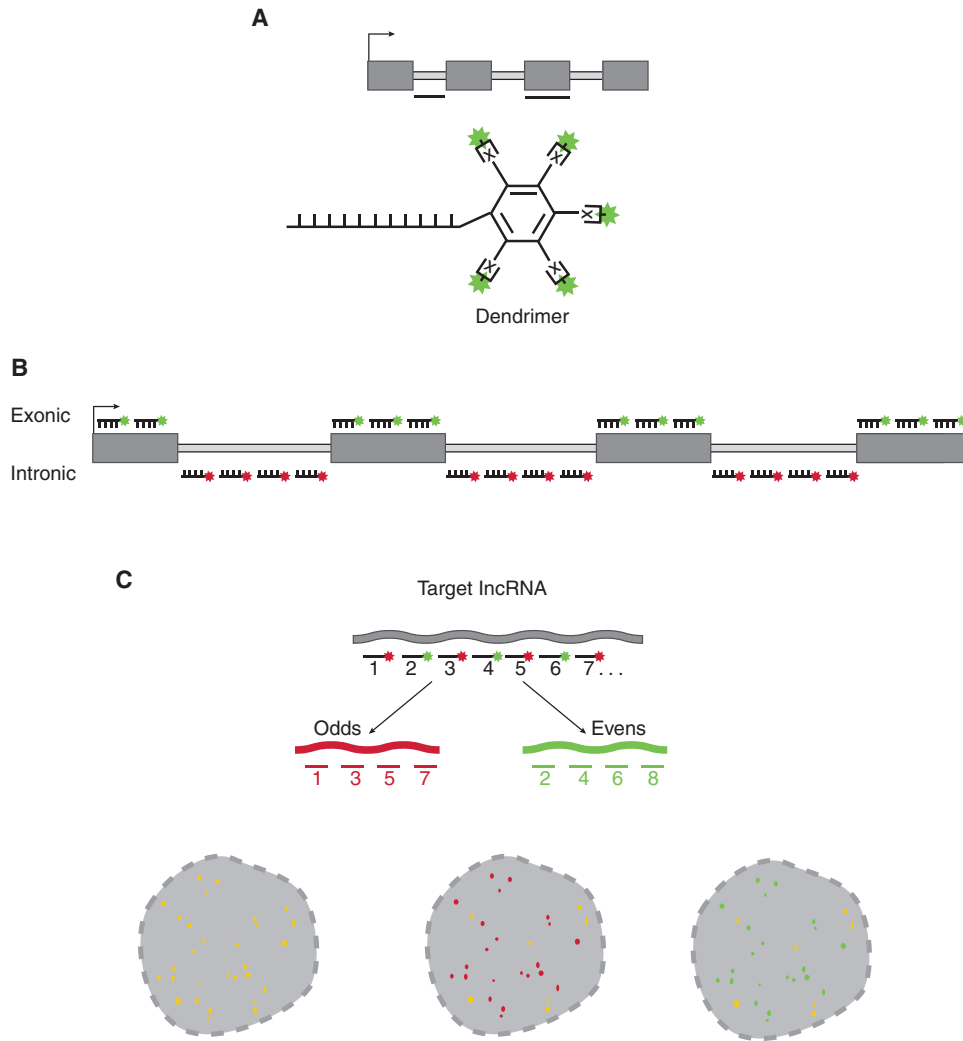 A
X X
X
X X
Dendrimer
B
Exonic
Intronic
C
Target lncRNA
1 2 3 4 5 6 7 . . .
Odds Evens
1 3 5 7 2 4 6 8